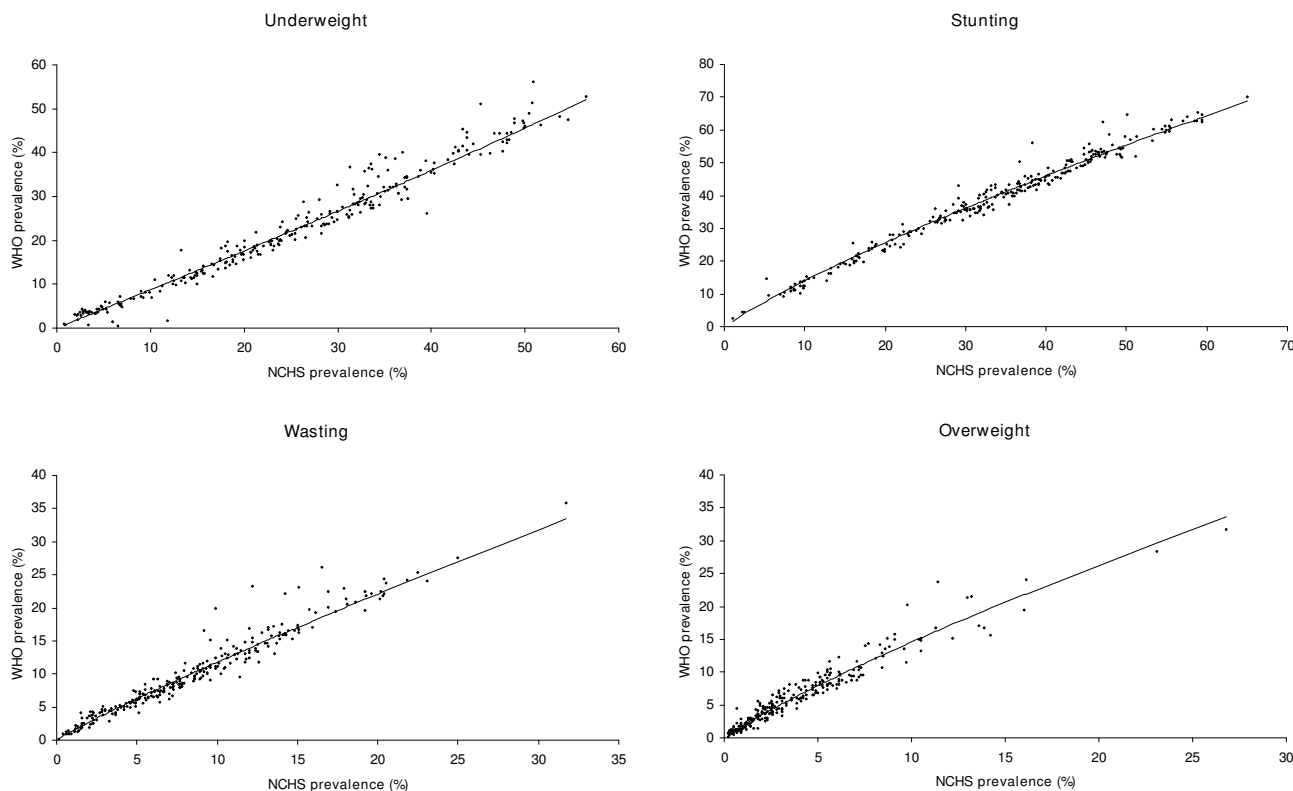 Underweight
60
50
40
30
20
10
0
WHO prevalence (%)
0 10 20 30 40 50 60
NCHS prevalence (%)
Stunting
80
70
60
50
40
30
20
10
0
WHO prevalence (%)
0 10 20 30 40 50 60 70
NCHS prevalence (%)
Wasting
40
35
30
25
20
15
10
5
0
WHO prevalence (%)
0 5 10 15 20 25 30 35
NCHS prevalence (%)
Overweight
40
35
30
25
20
15
10
5
0
WHO prevalence (%)
0 5 10 15 20 25 30
NCHS prevalence (%)